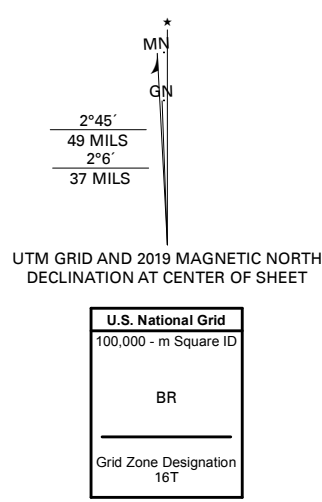 MN
GN
2°45´
49 MILS
2°6´
37 MILS
UTM GRID AND 2019 MAGNETIC NORTH
DECLINATION AT CENTER OF SHEET
U.S. National Grid
100,000 - m Square ID
BR
Grid Zone Designation
16T